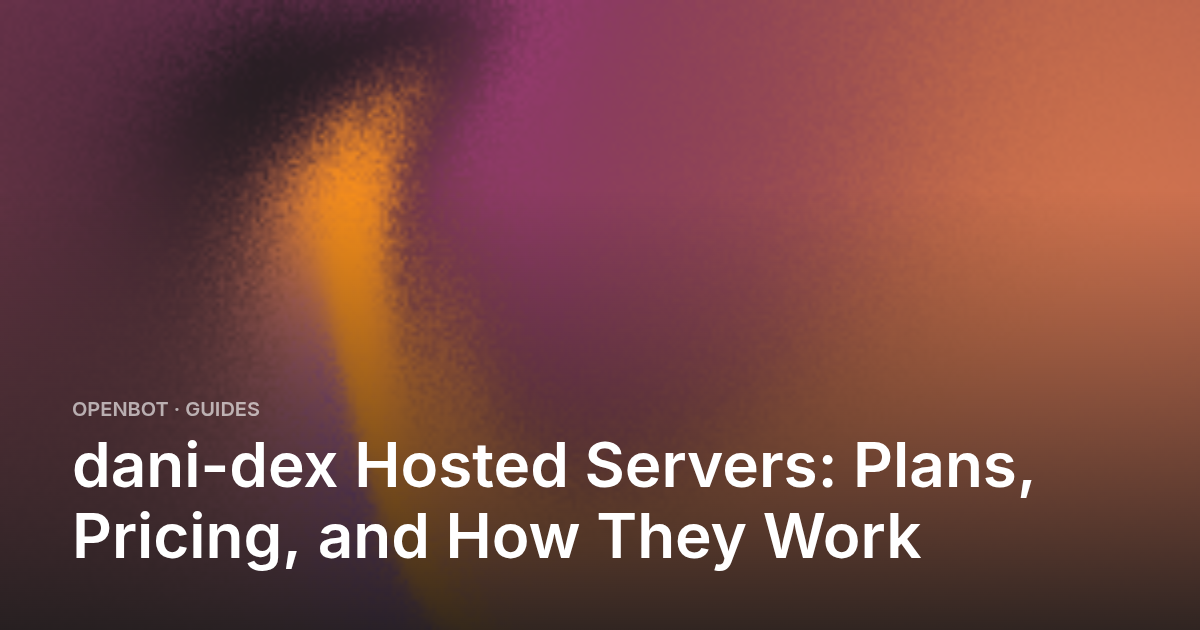 OPENBOT · GUIDES
dani-dex Hosted Servers: Plans,
Pricing, and How They Work